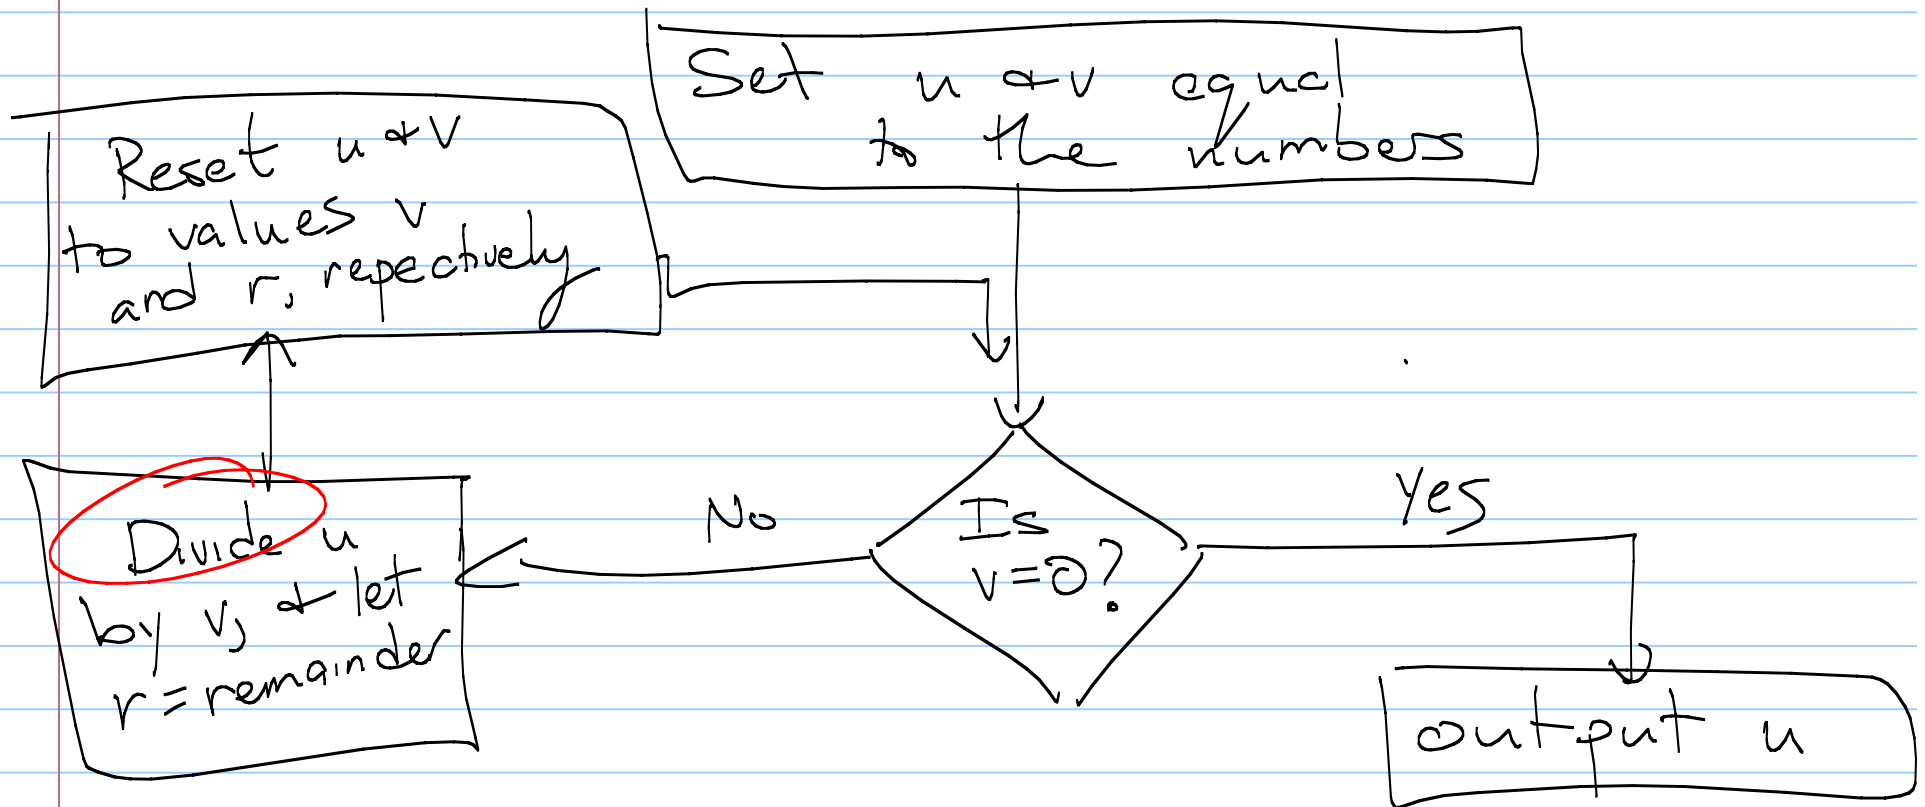 Set u & v equal
to the numbers
Reset u & v
to values v
and r, repectively
Is
v=0?
No
Yes
Divide u
by v, & let
r = remainder
output u